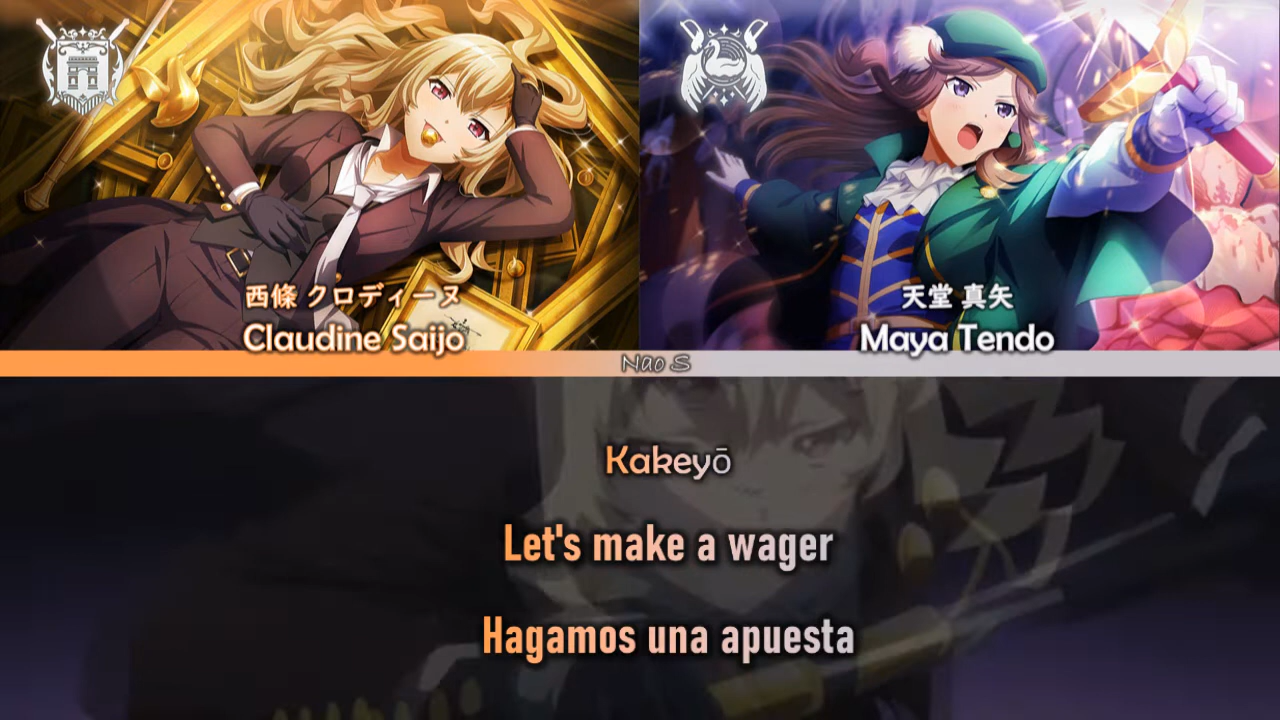 西條 クロディーヌ
Claudine Saijo
天堂 真矢
Maya Tendo
Nao S
Kakeyō
Let's make a wager
Hagamos una apuesta